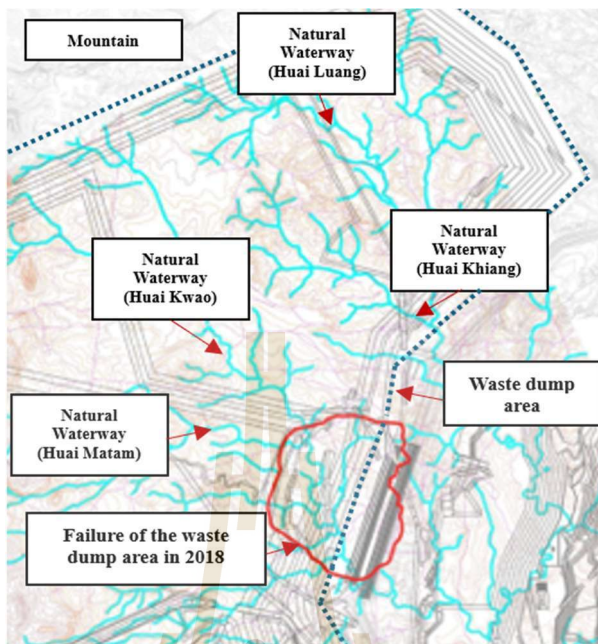 Mountain
Natural
Waterway
(Huai Luang)
Natural
Waterway
(Huai Kwao)
Natural
Waterway
(Huai Khiang)
Waste dump
area
Natural
Waterway
(Huai Matam)
Failure of the waste
dump area in 2018